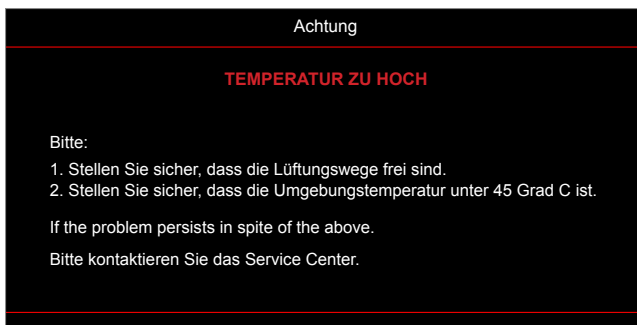 Achtung
TEMPERATUR ZU HOCH
Bitte:
1. Stellen Sie sicher, dass die Lüftungswege frei sind.
2. Stellen Sie sicher, dass die Umgebungstemperatur unter 45 Grad C ist.
If the problem persists in spite of the above.
Bitte kontaktieren Sie das Service Center.